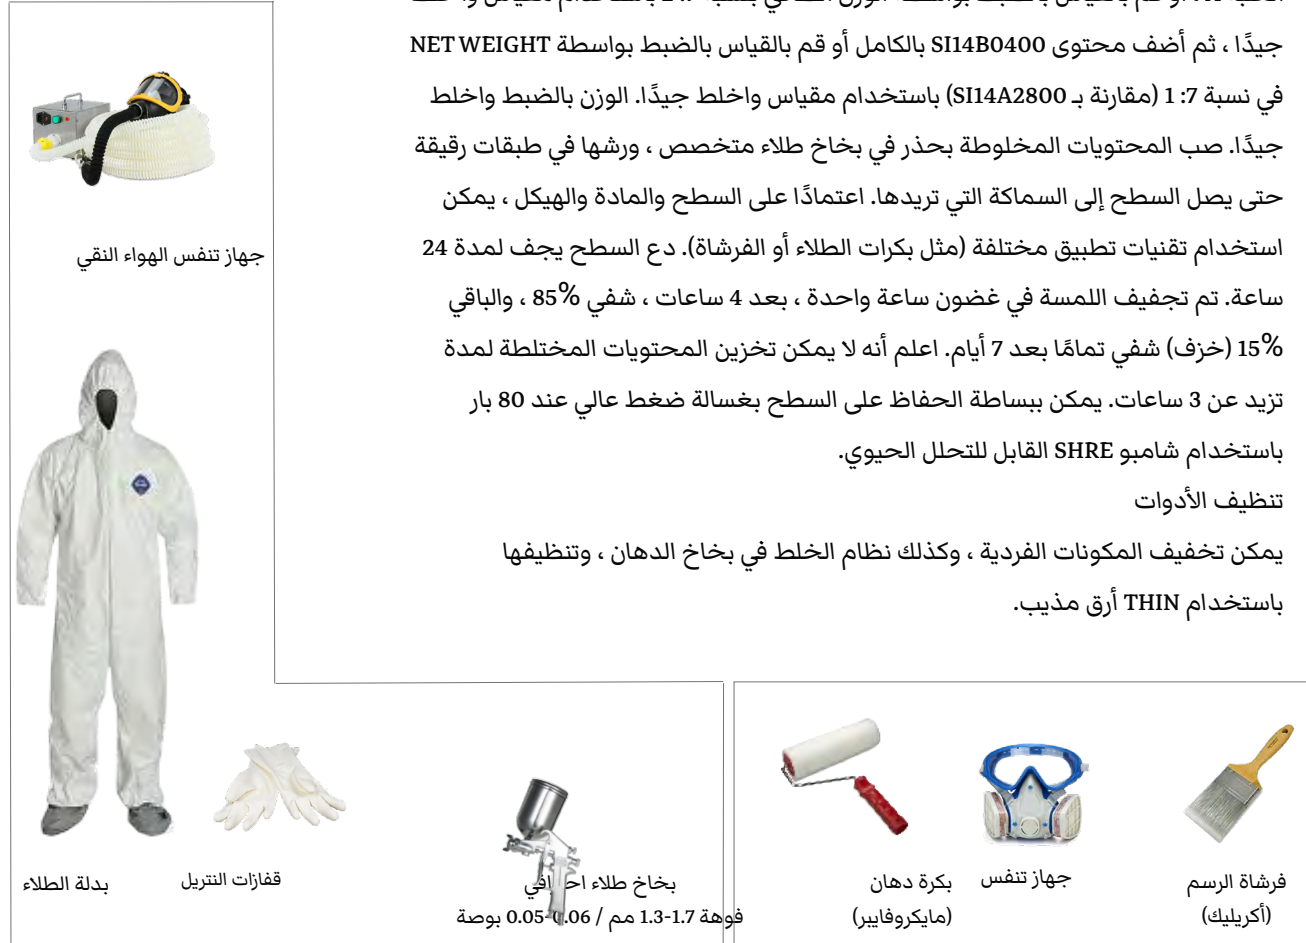 جيدًا ، ثم أضف محتوى SI14B0400 بالكامل أو قم بالقياس بالضبط بواسطة NET WEIGHT
في نسبة 7: 1 (مقارنة بـ SI14A2800) باستخدام مقياس واخلط جيدًا. الوزن بالضبط واخلط
جيدًا. صب المحتويات المخلوطة بحذر في بخاخ طلاء متخصص ، ورشها في طبقات رقيقة
حتى يصل السطح إلى السماكة التي تريدها. اعتمادًا على السطح والمادة والهيكل ، يمكن
استخدام تقنيات تطبيق مختلفة (مثل بكرات الطلاء أو الفرشاة). دع السطح يجف لمدة 24
ساعة. تم تجفيف اللمسة في غضون ساعة واحدة ، بعد 4 ساعات ، شفي 85% ، والباقي
15% (خزف) شفي تمامًا بعد 7 أيام. اعلم أنه لا يمكن تخزين المحتويات المختلطة لمدة
تزيد عن 3 ساعات. يمكن ببساطة الحفاظ على السطح بغسالة ضغط عالي عند 80 بار
باستخدام شامبو SHRE القابل للتحلل الحيوي.
تنظيف الأدوات
يمكن تخفيف المكونات الفردية ، وكذلك نظام الخلط في بخاخ الدهان ، وتنظيفها
باستخدام THIN أرق مذيب.
جهاز تنفس الهواء النقي
فرشاة الرسم
(أكريليك)
جهاز تنفس
بكرة دهان
(مايكروفايبر)
بخاخ طلاء
فوهة 1.7-1.3 مم / 0.06-0.05 بوصة
قفازات النتريل
بدلة الطلاء